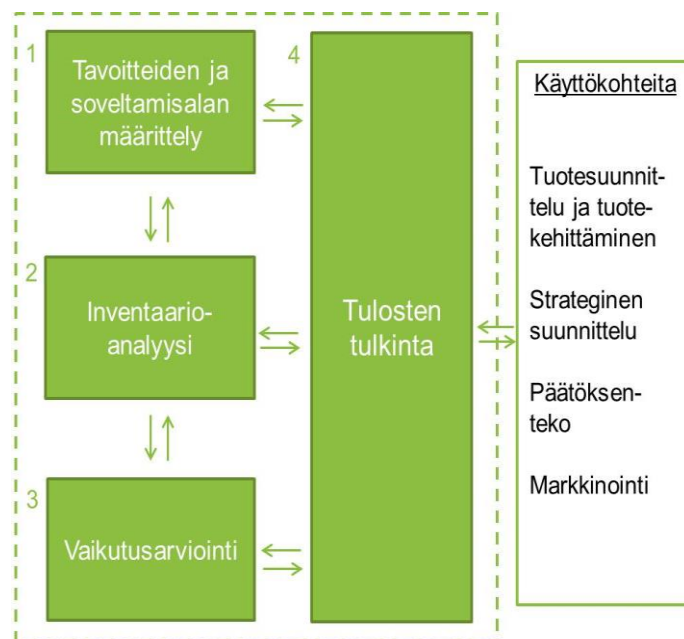 1
Tavoitteiden ja
soveltamisalan
määrittely
2
Inventaario-
analyysi
3
Vaikutusarviointi
4
Tulosten
tulkinta
Käyttökohteita
Tuotesuunnit-
telu ja tuote-
kehittäminen
Strateginen
suunnittelu
Päätöksen-
teko
Markkinointi